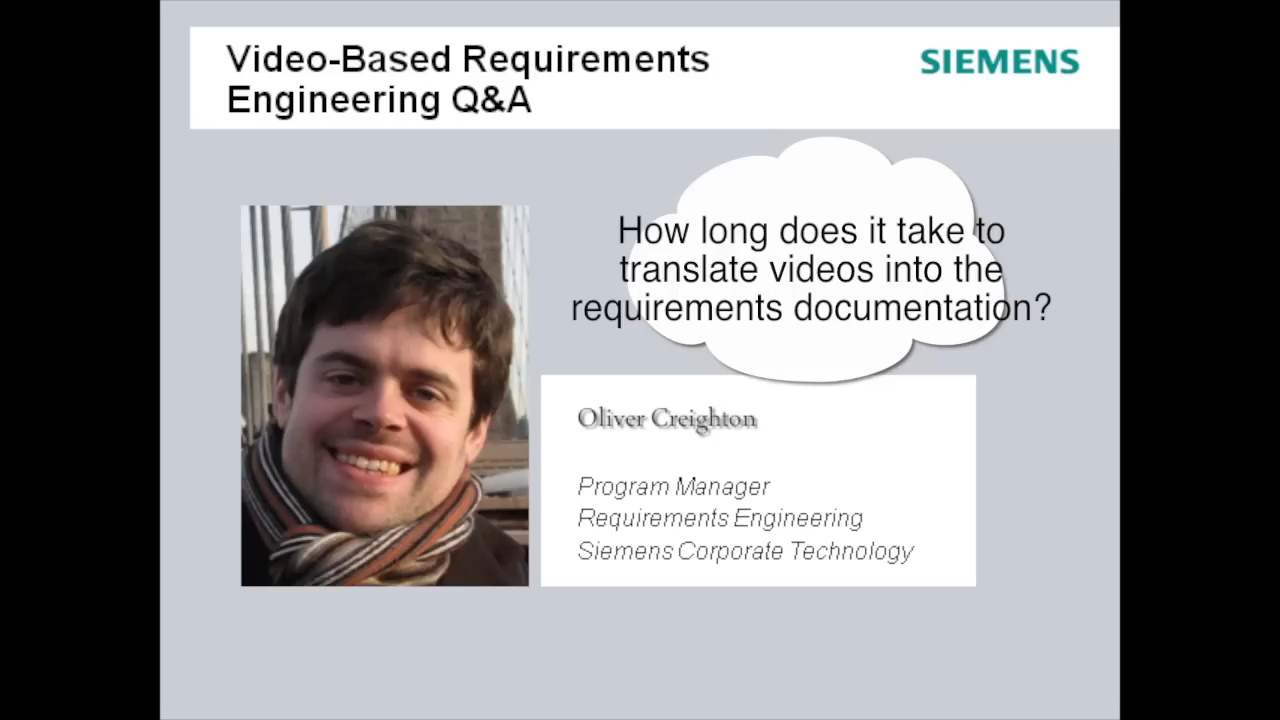 Video-Based Requirements
Engineering Q&A
SIEMENS
How long does it take to
translate videos into the
requirements documentation?
Oliver Creighton
Program Manager
Requirements Engineering
Siemens Corporate Technology